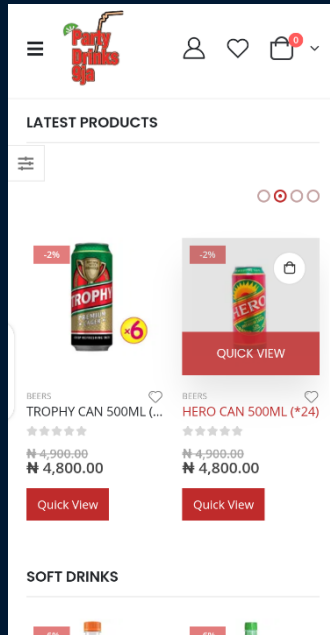 Party
Drinks
9ja
0
LATEST PRODUCTS
-2%
TROPHY
PREMIUM
x6
-2%
HERO
QUICK VIEW
BEERS
TROPHY CAN 500ML (...
₦ 4,900.00
₦ 4,800.00
Quick View
BEERS
HERO CAN 500ML (*24)
₦ 4,900.00
₦ 4,800.00
Quick View
SOFT DRINKS